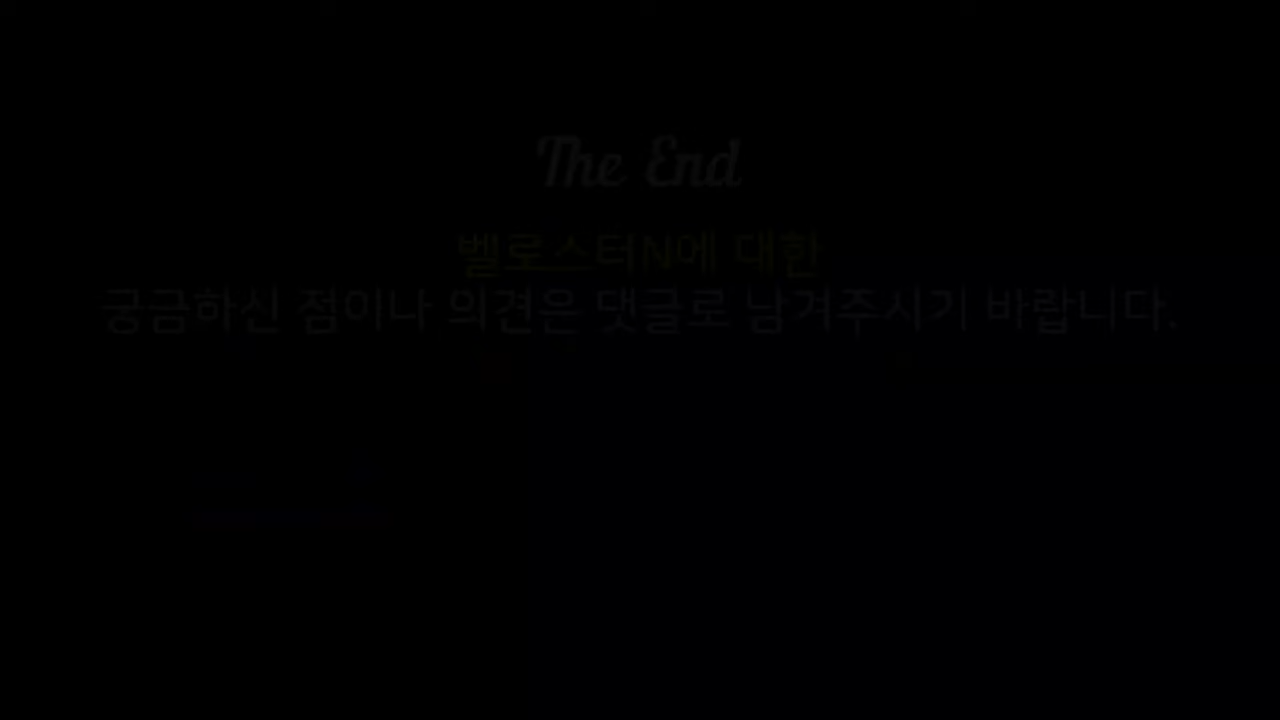 The End
벨로스터N에 대한
궁금하신 점이나 의견은 댓글로 남겨주시기 바랍니다.